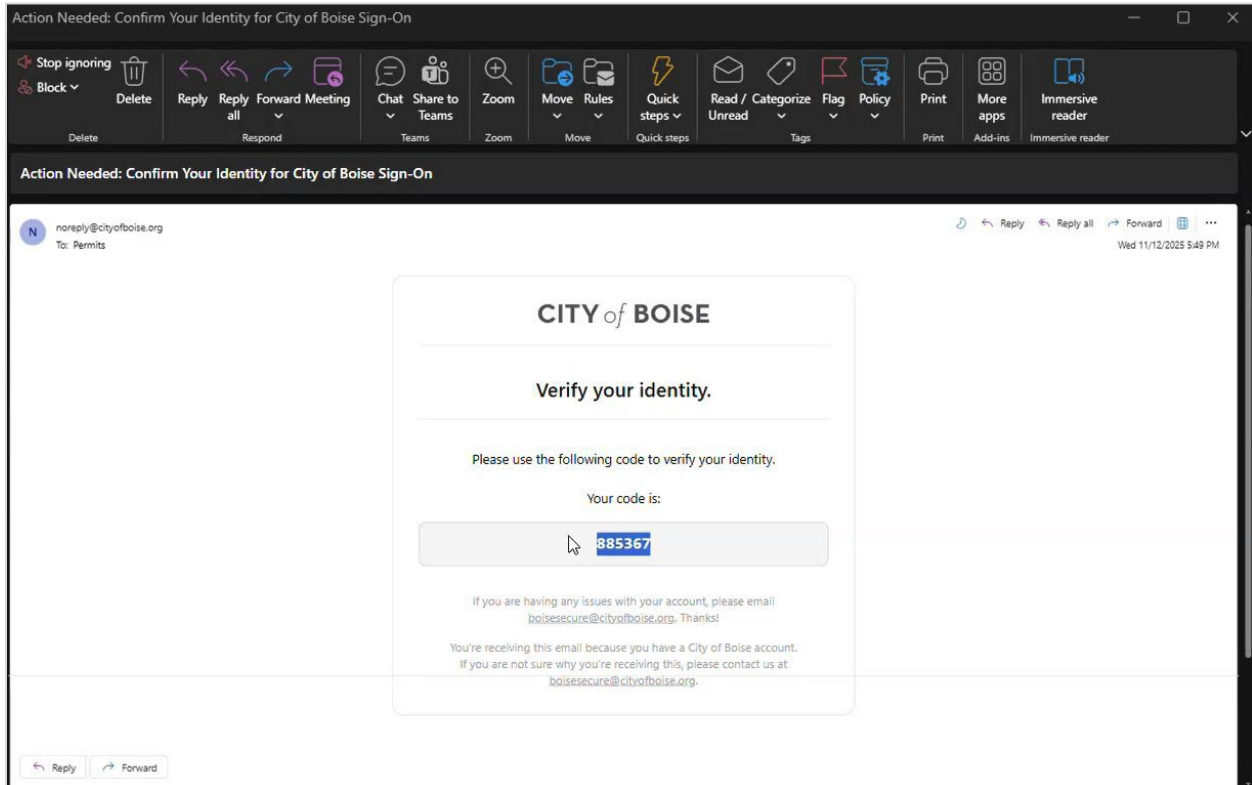 Action Needed: Confirm Your Identity for City of Boise Sign-On
Stop ignoring
Block
Delete
Reply
Reply all
Forward
Meeting
Chat
Share to Teams
Zoom
Move
Rules
Quick steps
Read / Unread
Categorize
Flag
Policy
Print
More apps
Immersive reader
Delete
Respond
Teams
Zoom
Move
Quick steps
Tags
Print
Add-ins
Immersive reader
Action Needed: Confirm Your Identity for City of Boise Sign-On
N
noreply@cityofboise.org
To: Permits
Reply
Reply all
Forward
Wed 11/12/2025 5:49 PM
CITY of BOISE
Verify your identity.
Please use the following code to verify your identity.
Your code is:
885367
If you are having any issues with your account, please email
boisesecure@cityofboise.org. Thanks!
You're receiving this email because you have a City of Boise account.
If you are not sure why you're receiving this, please contact us at
boisesecure@cityofboise.org.
Reply
Forward